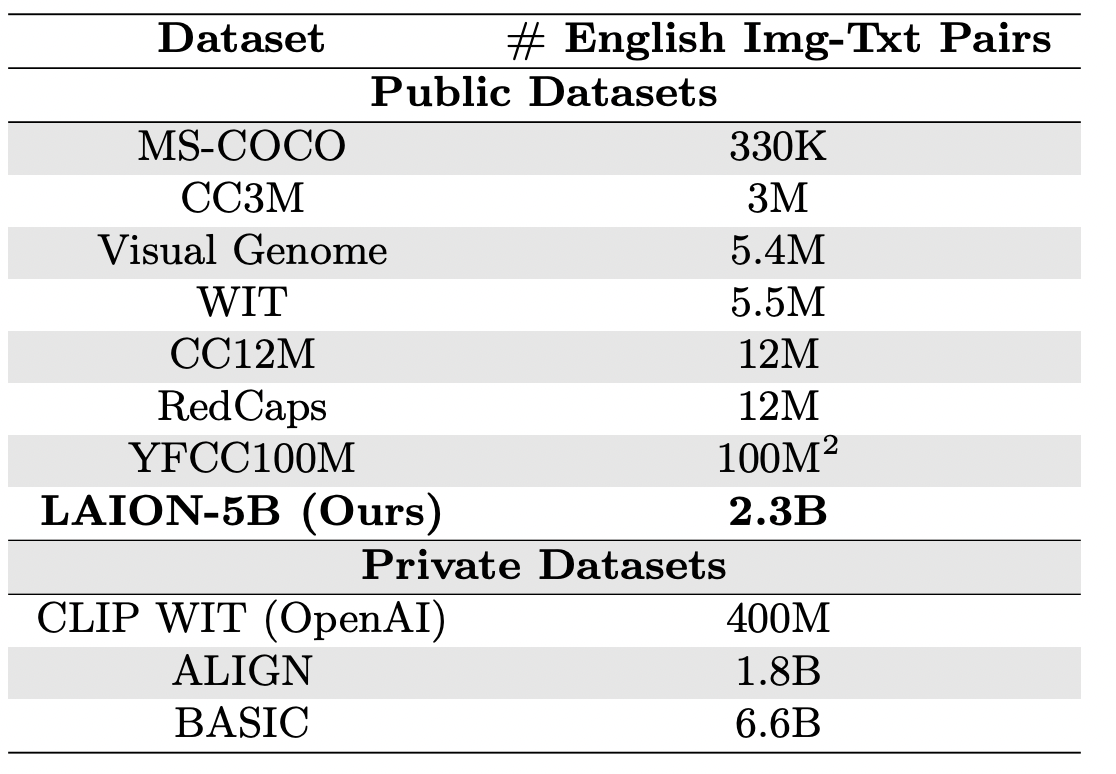 Dataset # English Img-Txt Pairs
Public Datasets
MS-COCO 330K
CC3M 3M
Visual Genome 5.4M
WIT 5.5M
CC12M 12M
RedCaps 12M
YFCC100M 100M²
LAION-5B (Ours) 2.3B
Private Datasets
CLIP WIT (OpenAI) 400M
ALIGN 1.8B
BASIC 6.6B